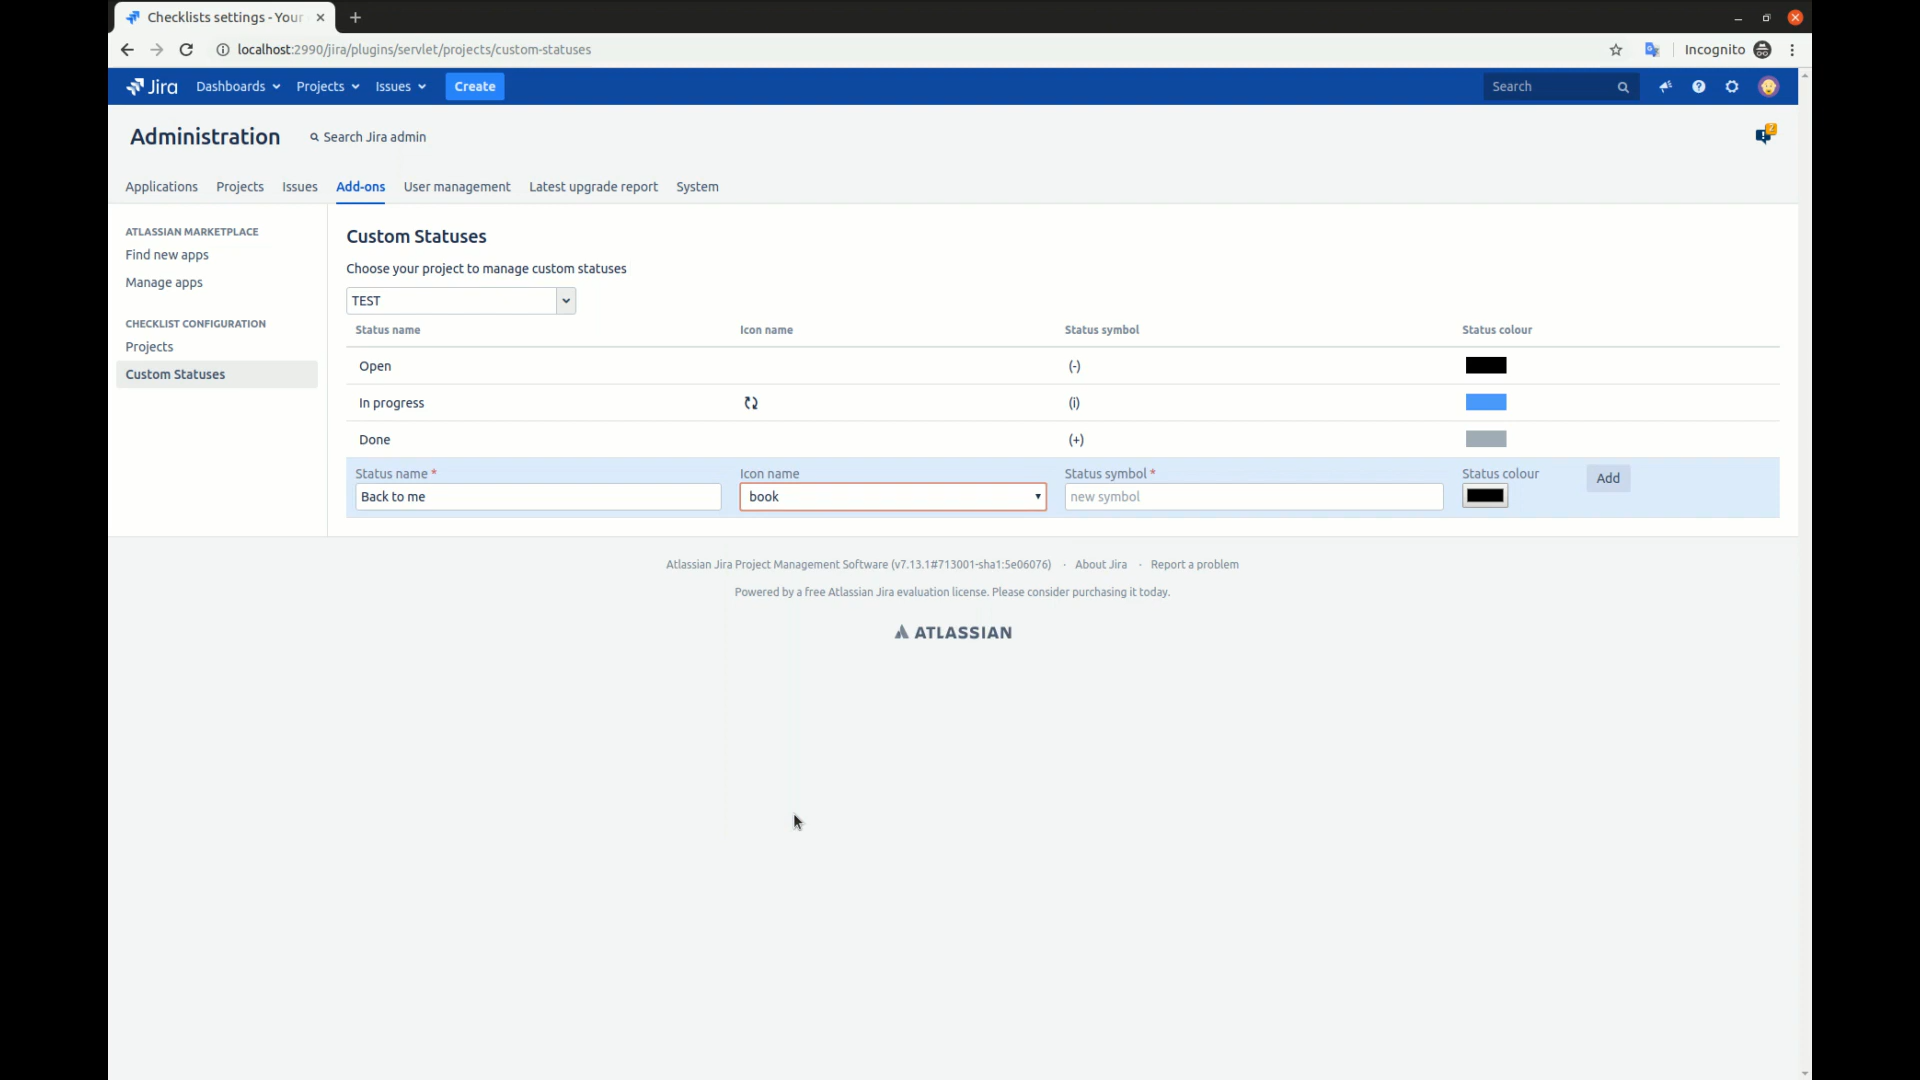 Checklists settings - Your
localhost:2990/jira/plugins/servlet/projects/custom-statuses
Incognito
Jira Dashboards Projects Issues Create Search
Administration Search Jira admin
Applications Projects Issues Add-ons User management Latest upgrade report System
ATLASSIAN MARKETPLACE
Find new apps
Manage apps
CHECKLIST CONFIGURATION
Projects
Custom Statuses
Custom Statuses
Choose your project to manage custom statuses
TEST
Status name Icon name Status symbol Status colour
Open (-)
In progress (i)
Done (+)
Status name * Icon name Status symbol * Status colour Add
Back to me book new symbol
Atlassian Jira Project Management Software (v7.13.1#713001-sha1:5e06076) · About Jira · Report a problem
Powered by a free Atlassian Jira evaluation license. Please consider purchasing it today.
ATLASSIAN